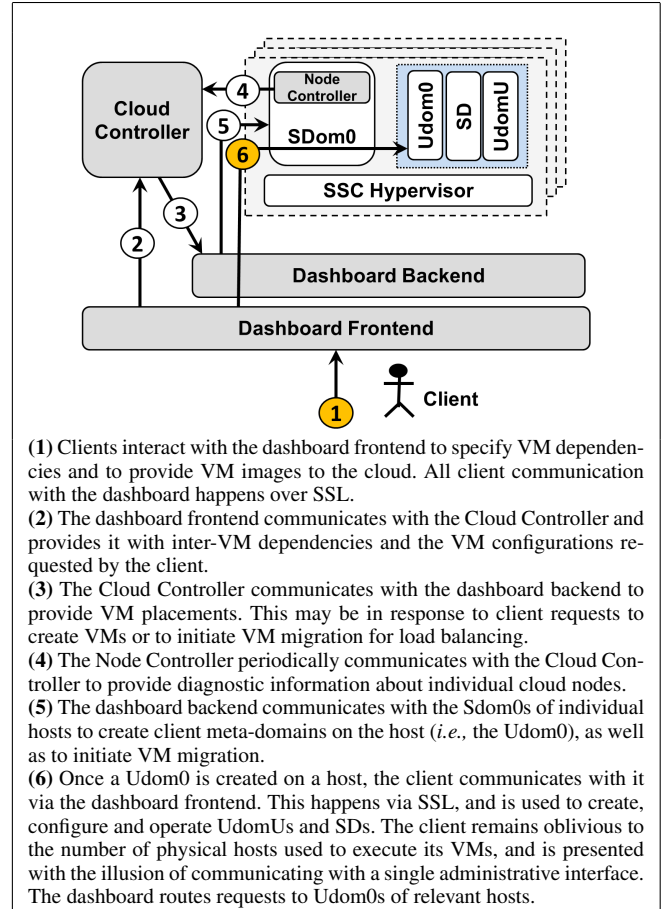 Node
Controller
4
Cloud
Controller
5
SDom0
6
Udom0
SD
UdomU
SSC Hypervisor
3
2
Dashboard Backend
Dashboard Frontend
1
Client
(1) Clients interact with the dashboard frontend to specify VM dependen-
cies and to provide VM images to the cloud. All client communication
with the dashboard happens over SSL.
(2) The dashboard frontend communicates with the Cloud Controller and
provides it with inter-VM dependencies and the VM configurations re-
quested by the client.
(3) The Cloud Controller communicates with the dashboard backend to
provide VM placements. This may be in response to client requests to
create VMs or to initiate VM migration for load balancing.
(4) The Node Controller periodically communicates with the Cloud Con-
troller to provide diagnostic information about individual cloud nodes.
(5) The dashboard backend communicates with the Sdom0s of individual
hosts to create client meta-domains on the host (i.e., the Udom0), as well
as to initiate VM migration.
(6) Once a Udom0 is created on a host, the client communicates with it
via the dashboard frontend. This happens via SSL, and is used to create,
configure and operate UdomUs and SDs. The client remains oblivious to
the number of physical hosts used to execute its VMs, and is presented
with the illusion of communicating with a single administrative interface.
The dashboard routes requests to Udom0s of relevant hosts.